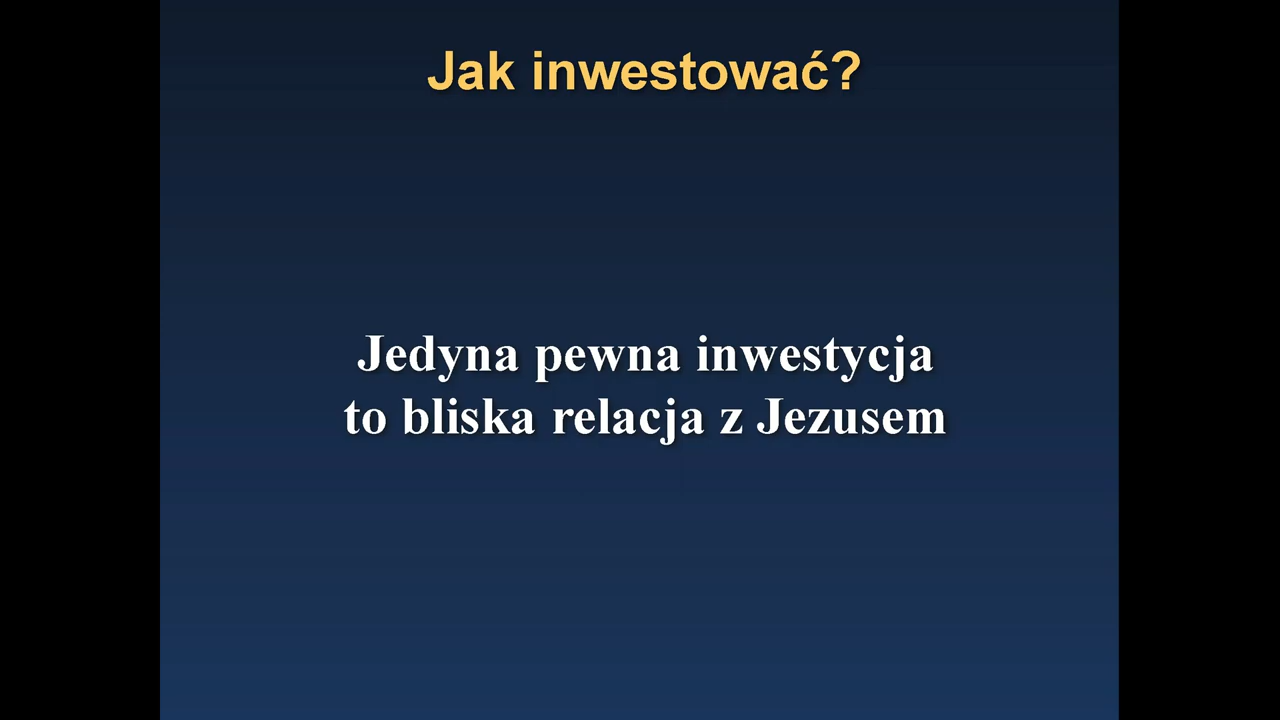 Jak inwestować?
Jedyna pewna inwestycja
to bliska relacja z Jezusem